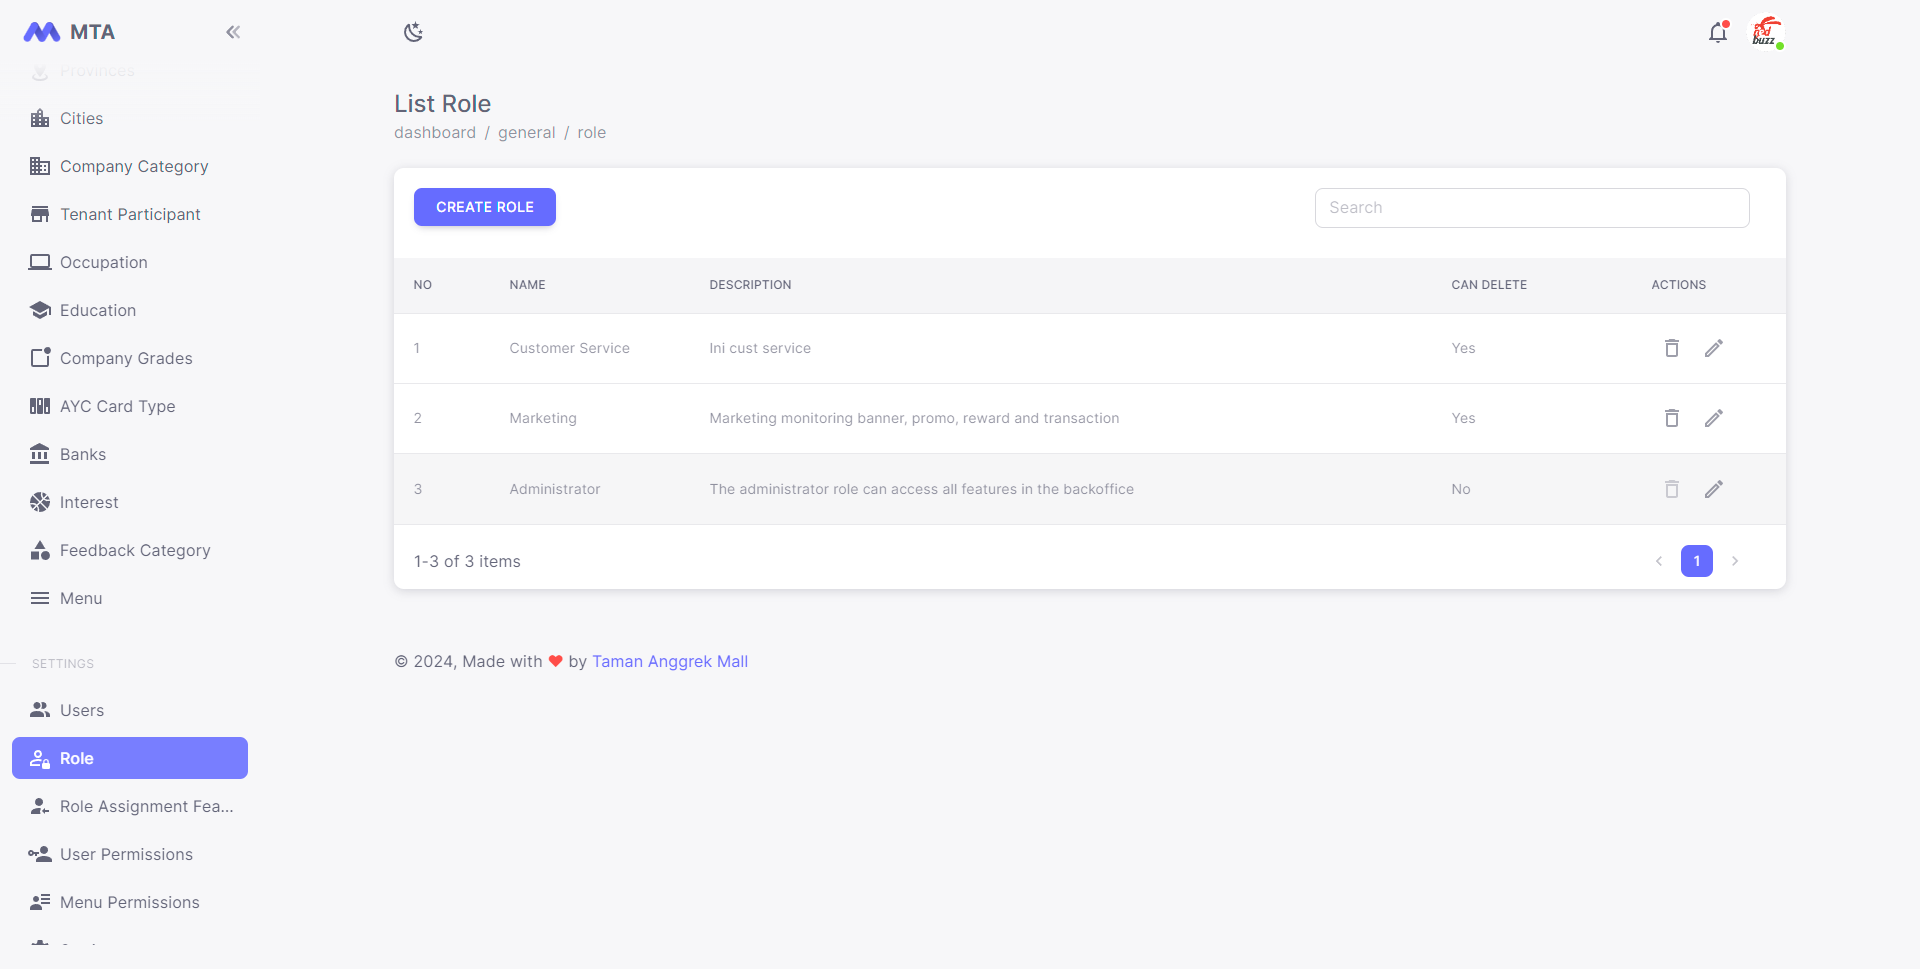 MTA
Provinces
Cities
Company Category
Tenant Participant
Occupation
Education
Company Grades
AYC Card Type
Banks
Interest
Feedback Category
Menu
SETTINGS
Users
Role
Role Assignment Fea...
User Permissions
Menu Permissions
List Role
dashboard / general / role
CREATE ROLE
Search
NO NAME DESCRIPTION CAN DELETE ACTIONS
1 Customer Service Ini cust service Yes
2 Marketing Marketing monitoring banner, promo, reward and transaction Yes
3 Administrator The administrator role can access all features in the backoffice No
1-3 of 3 items
1
© 2024, Made with ❤ by Taman Anggrek Mall
buzz